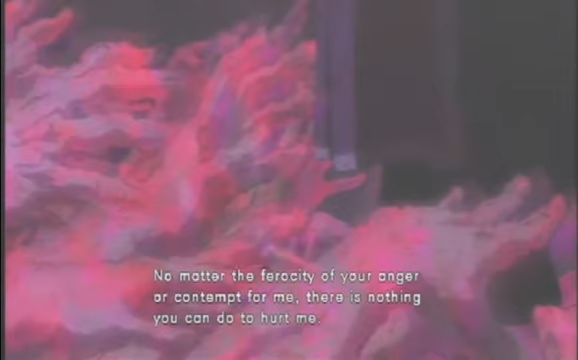 No matter the ferocity of your anger
or contempt for me, there is nothing
you can do to hurt me.